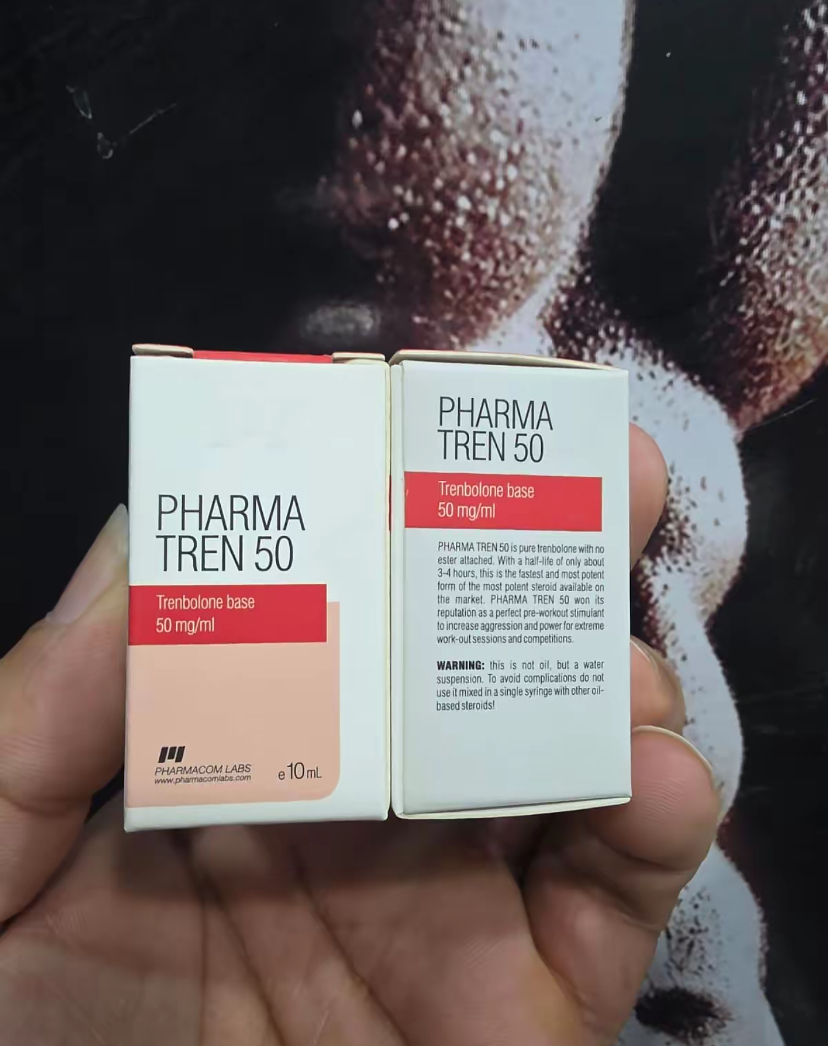 PHARMA
TREN 50
Trenbolone base
50 mg/ml
PHARMACOM LABS
www.pharmacomlabs.com
e10mL
PHARMA
TREN 50
Trenbolone base
50 mg/ml
PHARMA TREN 50 is pure trenbolone with no
ester attached. With a half-life of only about
3-4 hours, this is the fastest and most potent
form of the most potent steroid available on
the market. PHARMA TREN 50 won its
reputation as a perfect pre-workout stimulant
to increase aggression and power for extreme
work-out sessions and competitions.
WARNING: this is not oil, but a water
suspension. To avoid complications do not
use it mixed in a single syringe with other oil-
based steroids!